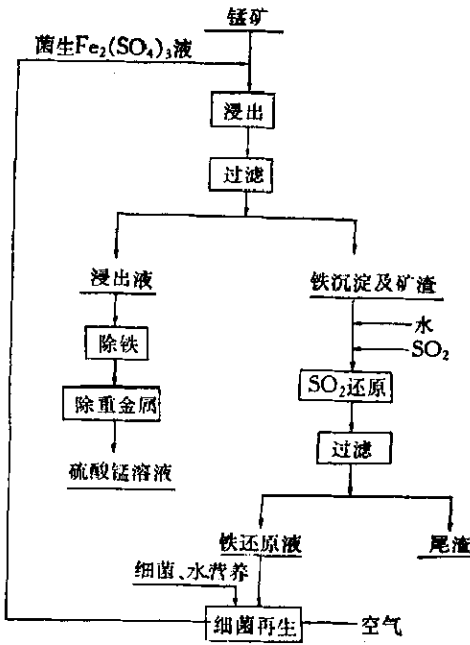 锰矿
菌生Fe₂(SO₄)₃液
浸出
过滤
浸出液
铁沉淀及矿渣
水
SO₂
除铁
SO₂还原
除重金属
过滤
硫酸锰溶液
铁还原液
尾渣
细菌、水营养
细菌再生
空气